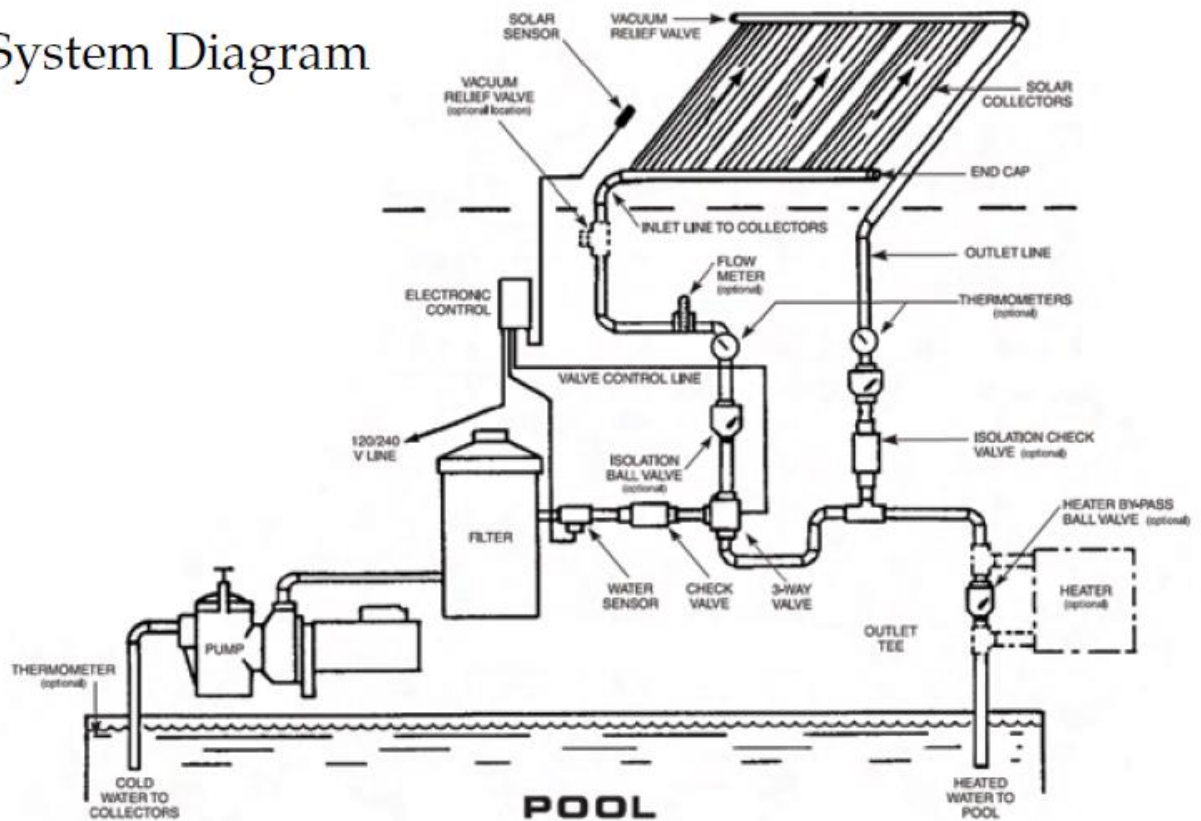 System Diagram
SOLAR
SENSOR
VACUUM
RELIEF VALVE
VACUUM
RELIEF VALVE
(optional location)
SOLAR
COLLECTORS
END CAP
INLET LINE TO COLLECTORS
OUTLET LINE
FLOW
METER
(optional)
ELECTRONIC
CONTROL
THERMOMETERS
(optional)
VALVE CONTROL LINE
120/240
V LINE
ISOLATION
BALL VALVE
(optional)
ISOLATION CHECK
VALVE (optional)
HEATER BY-PASS
BALL VALVE (optional)
FILTER
WATER
SENSOR
CHECK
VALVE
3-WAY
VALVE
HEATER
(optional)
OUTLET
TEE
PUMP
THERMOMETER
(optional)
COLD
WATER TO
COLLECTORS
POOL
HEATED
WATER TO
POOL